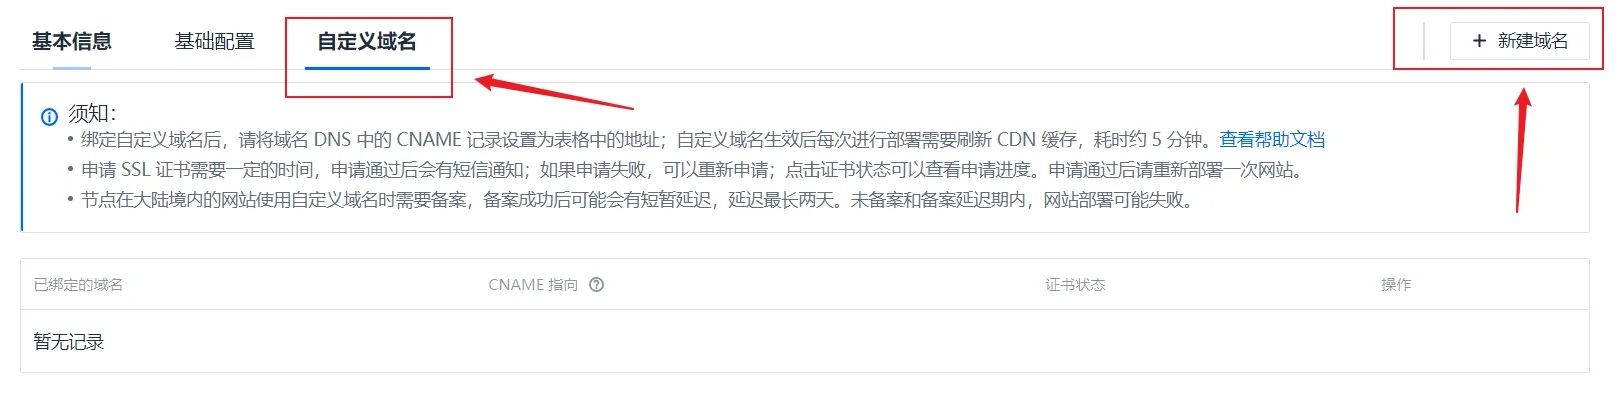 基本信息 基础配置 自定义域名 + 新建域名
须知：
• 绑定自定义域名后，请将域名 DNS 中的 CNAME 记录设置为表格中的地址；自定义域名生效后每次进行部署需要刷新 CDN 缓存，耗时约 5 分钟。查看帮助文档
• 申请 SSL 证书需要一定的时间，申请通过后会有短信通知；如果申请失败，可以重新申请；点击证书状态可以查看申请进度。申请通过后请重新部署一次网站。
• 节点在大陆境内的网站使用自定义域名时需要备案，备案成功后可能会有短暂延迟，延迟最长两天。未备案和备案延迟期内，网站部署可能失败。
已绑定的域名 CNAME 指向 证书状态 操作
暂无记录